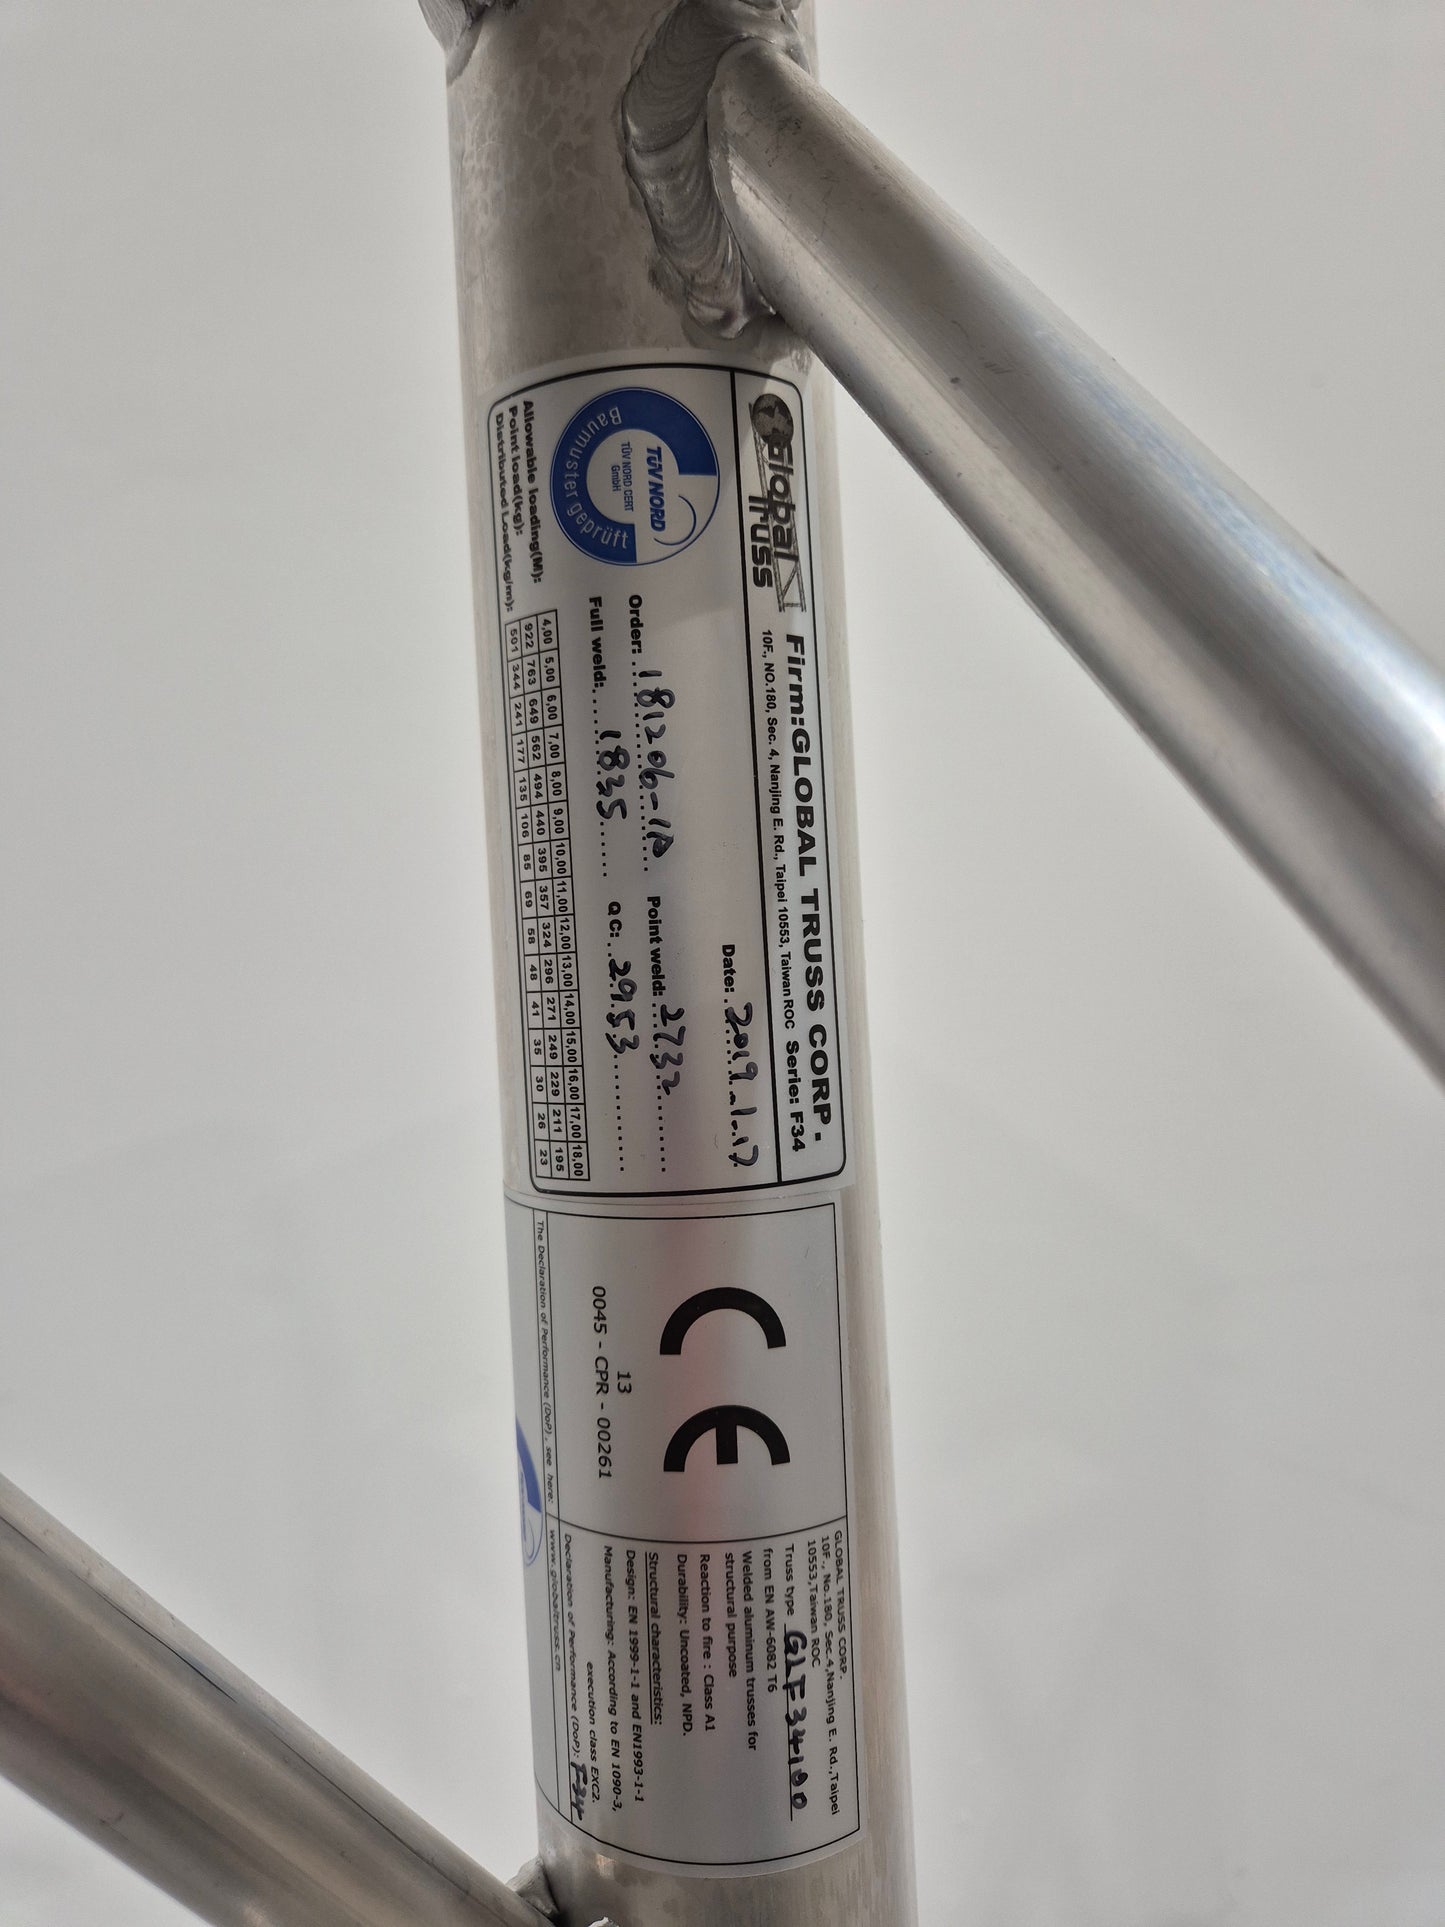 Global Truss
Firm:GLOBAL TRUSS CORP.
10F., NO.180, Sec. 4, Nanjing E. Rd., Taipei 10553, Taiwan ROC Serie: F34
Date: 2019.1.17
TÜV NORD
TÜV NORD CERT
GmbH
Baumuster geprüft
Order: 181206-1A Point weld: 2732
Full weld: 1835 QC: 2953
Allowable loading(M): 4,00 5,00 6,00 7,00 8,00 9,00 10,00 11,00 12,00 13,00 14,00 15,00 16,00 17,00 18,00
Point load(kg): 922 763 649 562 494 440 395 357 324 296 271 249 229 211 195
Distributed Load(kg/m): 501 344 241 177 135 106 85 69 58 48 41 35 30 26 23
CE
13
0045 - CPR - 00261
GLOBAL TRUSS CORP.
10F., No.180, Sec.4,Nanjing E. Rd.,Taipei
10553,Taiwan ROC
Truss type GLF34100
from EN AW-6082 T6
Welded aluminum trusses for
structural purpose
Reaction to fire : Class A1
Durability: Uncoated, NPD.
Structural characteristics:
Design: EN 1999-1-1 and EN1993-1-1
Manufacturing: According to EN 1090-3,
execution class EXC2.
Declaration of Performance (DoP): F34
The Declaration of Performance (DoP), see here: www.globaltruss.cn